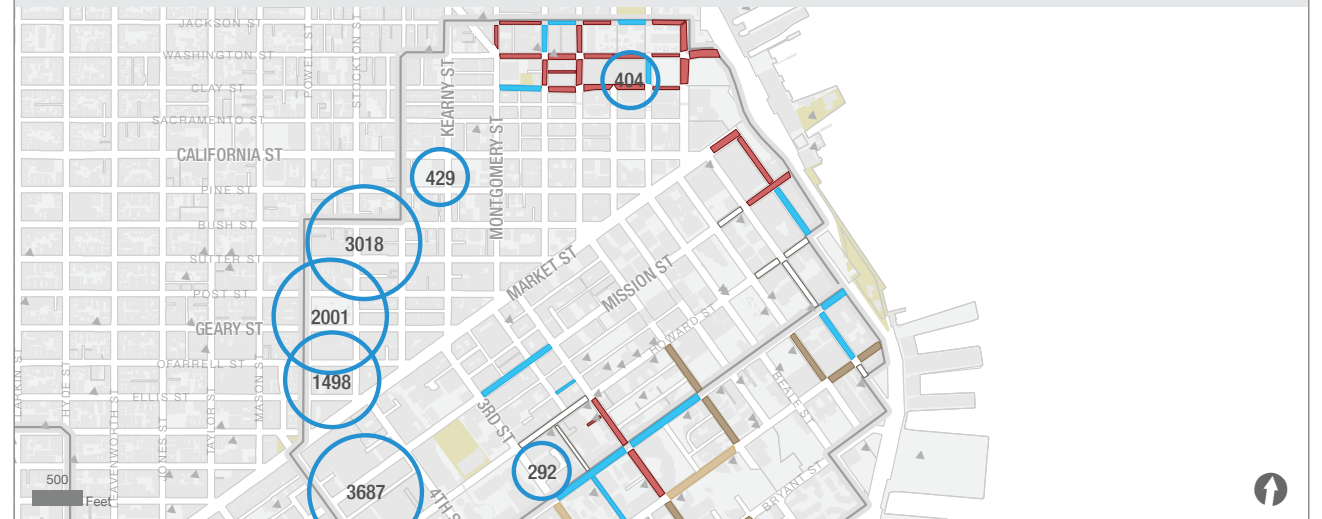 JACKSON ST
WASHINGTON ST
CLAY ST
SACRAMENTO ST
CALIFORNIA ST
PINE ST
BUSH ST
SUTTER ST
POST ST
GEARY ST
OFARRELL ST
ELLIS ST
POWELL ST
STOCKTON ST
KEARNY ST
MONTGOMERY ST
404
429
3018
2001
1498
3687
292
MARKET ST
MISSION ST
HOWARD ST
BEALE ST
BRYANT ST
3RD ST
4TH S
LARKIN ST
HYDE ST
LEAVENWORTH ST
JONES ST
TAYLOR ST
MASON ST
500
Feet